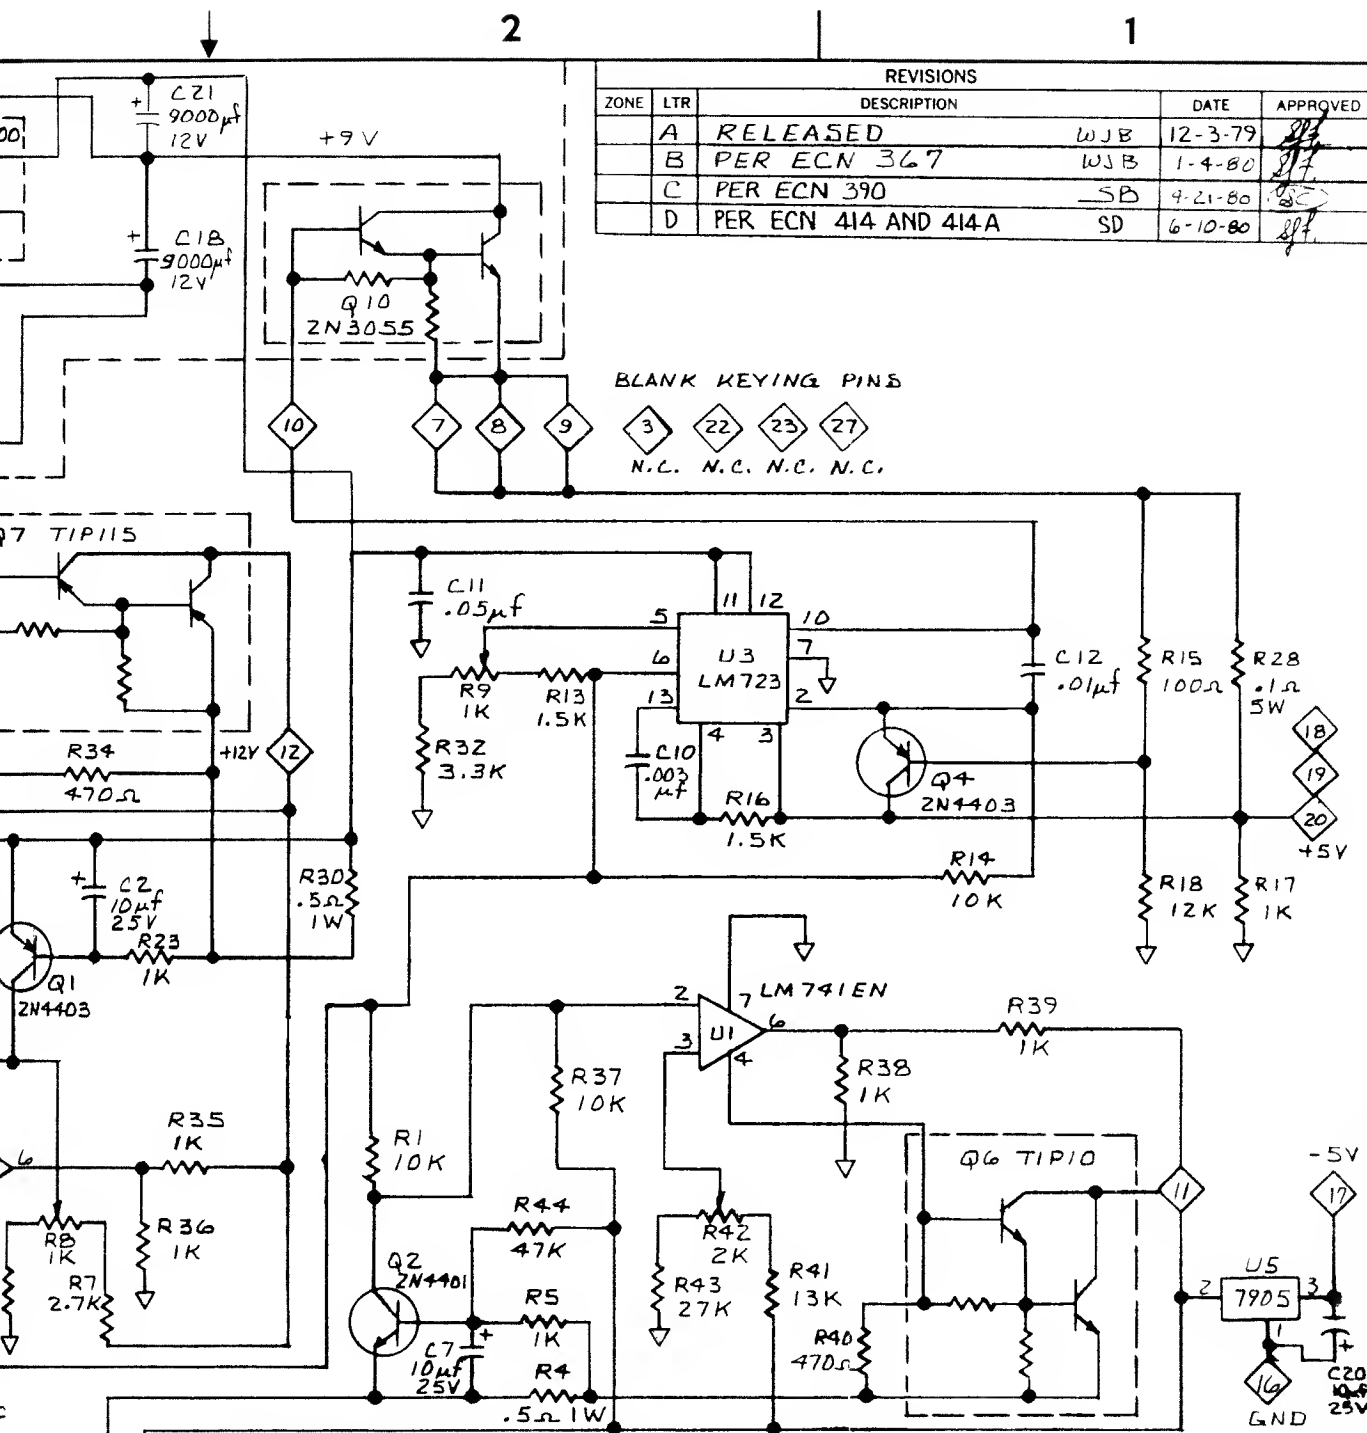 2
1
REVISIONS
ZONE LTR DESCRIPTION DATE APPROVED
A RELEASED WJB 12-3-79
B PER ECN 367 WJB 1-4-80
C PER ECN 390 SB 4-21-80
D PER ECN 414 AND 414A SD 6-10-80
+
C21
9000µf
12V
+9V
+
C18
9000µf
12V
Q10
2N3055
BLANK KEYING PINS
10 7 8 9 3 22 23 27
N.C. N.C. N.C. N.C.
Q7 TIP115
C11
.05µf
11 12
5 10
U3
LM723
6 7
13 2
4 3
R9
1K
R13
1.5K
C12
.01µf
R15
100Ω
R28
.1Ω
5W
18
19
20
+5V
R32
3.3K
C10
.003
µf
R34
470Ω
+12V
12
R16
1.5K
Q4
2N4403
R14
10K
R18
12K
R17
1K
+
C2
10µf
25V
R30
.5Ω
1W
R23
1K
Q1
2N4403
LM741EN
2 7
U1
6
3 4
R39
1K
R37
10K
R38
1K
R35
1K
6
R1
10K
Q6 TIP10
-5V
11
17
R8
1K
R36
1K
R44
47K
R42
2K
R7
2.7K
Q2
2N4401
R43
27K
R41
13K
U5
2 7905 3
1
R5
1K
+
C7
10µf
25V
R40
470Ω
R4
.5Ω 1W
16
GND
+
C20
25V